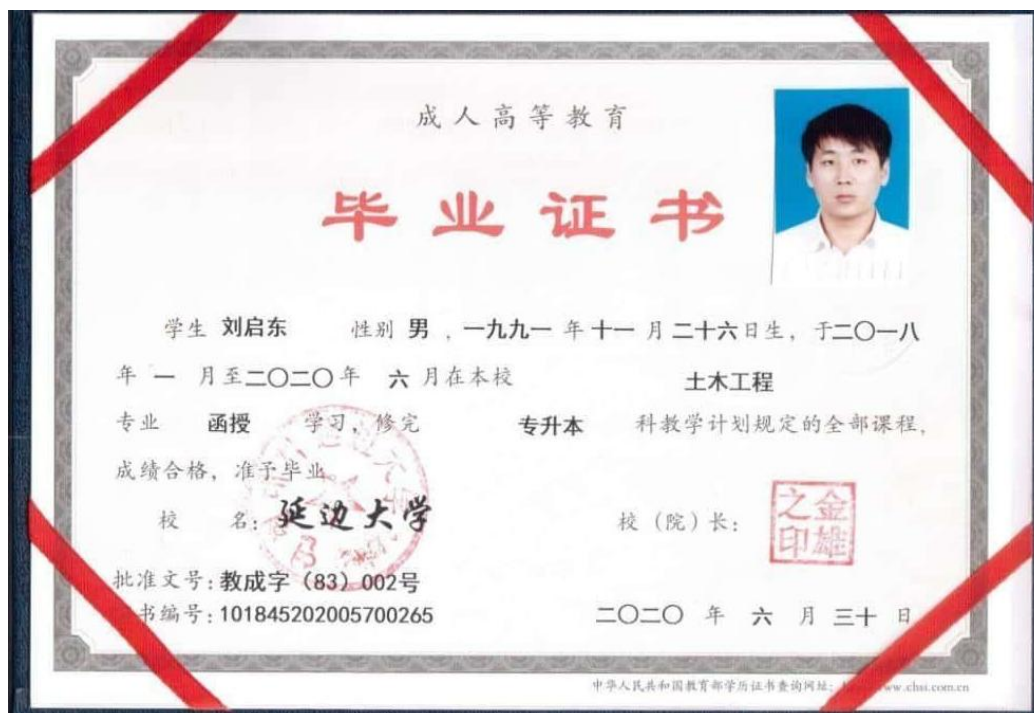 成人高等教育
毕业证书
学生 刘启东 性别 男 ，一九九一 年 十一 月 二十六日生，于二〇一八
年 一 月至二〇二〇年 六 月在本校 土木工程
专业 函授 学习，修完 专升本 科教学计划规定的全部课程，
成绩合格，准予毕业
校 名：延边大学 校（院）长：
金雄之印
批准文号：教成字（83）002号
书编号：101845202005700265 二〇二〇 年 六 月 三十 日
中华人民共和国教育部学历证书查询网址： www.chsi.com.cn